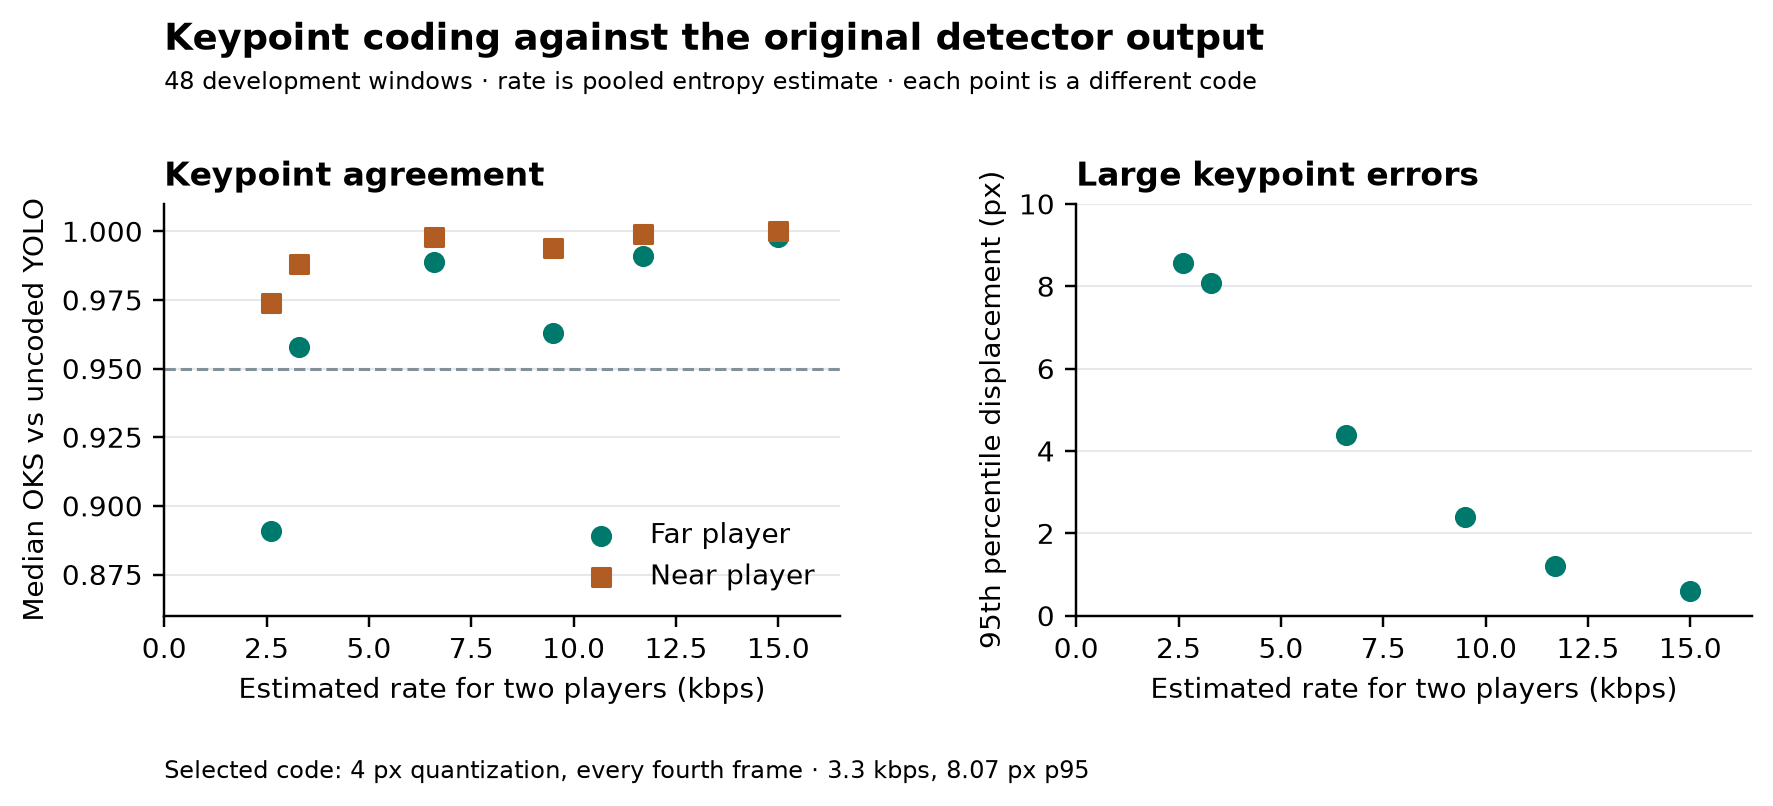 Keypoint coding against the original detector output
48 development windows · rate is pooled entropy estimate · each point is a different code
Keypoint agreement
Median OKS vs uncoded YOLO
1.000
0.975
0.950
0.925
0.900
0.875
Far player
Near player
0.0 2.5 5.0 7.5 10.0 12.5 15.0
Estimated rate for two players (kbps)
Large keypoint errors
95th percentile displacement (px)
10
8
6
4
2
0
0.0 2.5 5.0 7.5 10.0 12.5 15.0
Estimated rate for two players (kbps)
Selected code: 4 px quantization, every fourth frame · 3.3 kbps, 8.07 px p95